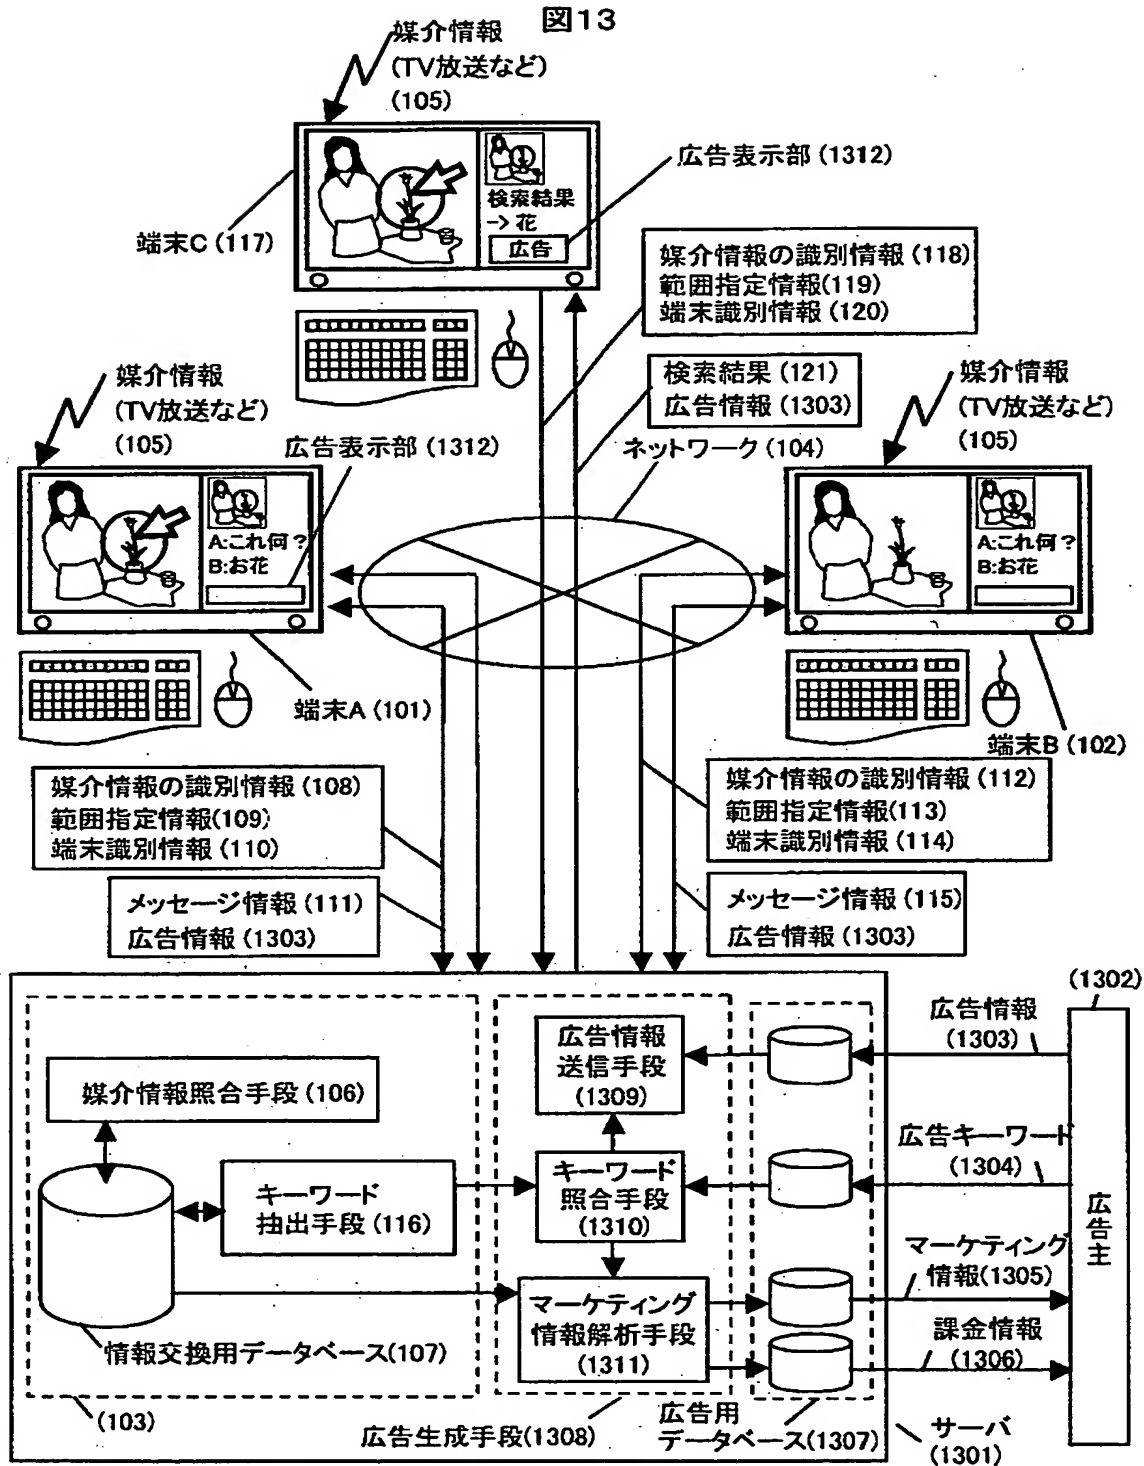 図13
媒介情報
(TV放送など)
(105)
広告表示部(1312)
検索結果
->花
広告
端末C(117)
媒介情報の識別情報(118)
範囲指定情報(119)
端末識別情報(120)
検索結果(121)
広告情報(1303)
媒介情報
(TV放送など)
(105)
広告表示部(1312)
ネットワーク(104)
媒介情報
(TV放送など)
(105)
A:これ何?
B:お花
A:これ何?
B:お花
端末A(101)
端末B(102)
媒介情報の識別情報(108)
範囲指定情報(109)
端末識別情報(110)
媒介情報の識別情報(112)
範囲指定情報(113)
端末識別情報(114)
メッセージ情報(111)
広告情報(1303)
メッセージ情報(115)
広告情報(1303)
(1302)
広告情報
(1303)
広告情報
送信手段
(1309)
媒介情報照合手段(106)
広告キーワード
(1304)
キーワード
抽出手段(116)
キーワード
照合手段
(1310)
広告主
マーケティング
情報(1305)
マーケティング
情報解析手段
(1311)
課金情報
(1306)
情報交換用データベース(107)
(103)
広告生成手段(1308)
広告用
データベース(1307)
サーバ
(1301)